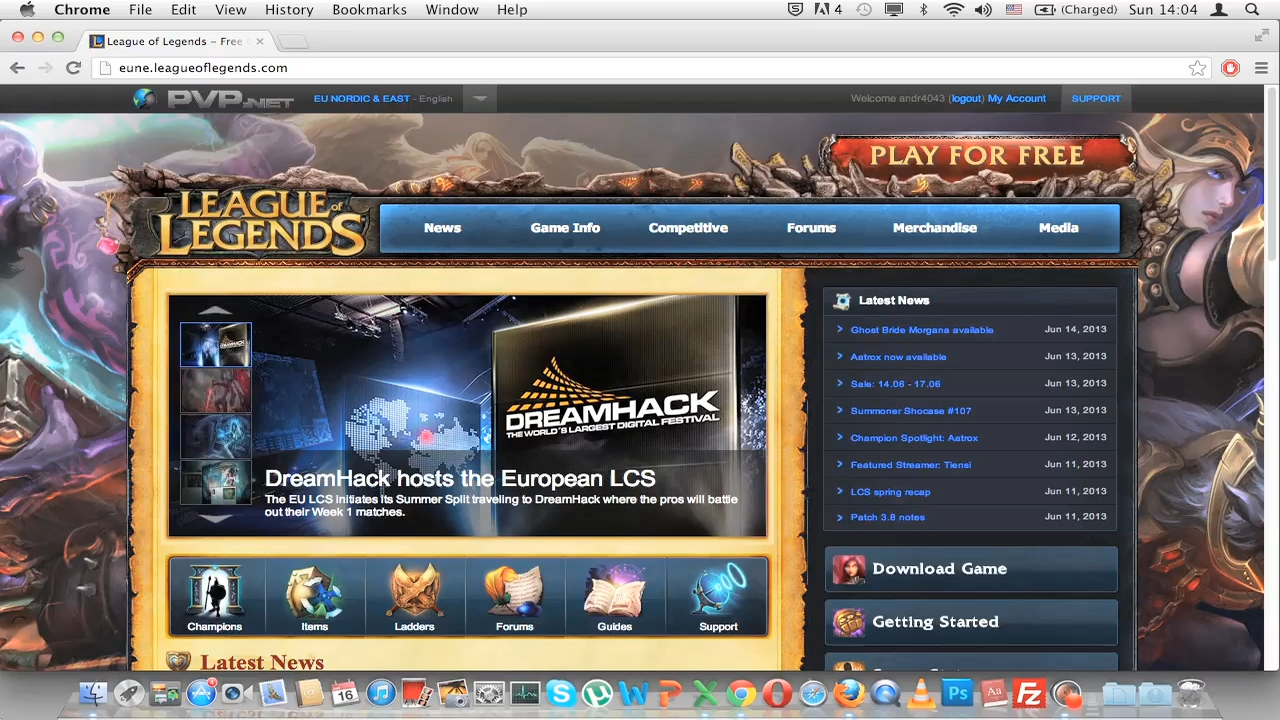 Chrome File Edit View History Bookmarks Window Help 4 (Charged) Sun 14:04
League of Legends – Free
eune.leagueoflegends.com
PVP.NET EU NORDIC & EAST - English Welcome andr4043 (logout) My Account SUPPORT
PLAY FOR FREE
LEAGUE of LEGENDS
News Game Info Competitive Forums Merchandise Media
DREAMHACK
THE WORLD'S LARGEST DIGITAL FESTIVAL
DreamHack hosts the European LCS
The EU LCS initiates its Summer Split traveling to DreamHack where the pros will battle
out their Week 1 matches.
Latest News
Ghost Bride Morgana available Jun 14, 2013
Aatrox now available Jun 13, 2013
Sale: 14.06 - 17.06 Jun 13, 2013
Summoner Shocase #107 Jun 13, 2013
Champion Spotlight: Aatrox Jun 12, 2013
Featured Streamer: Tiensi Jun 11, 2013
LCS spring recap Jun 11, 2013
Patch 3.8 notes Jun 11, 2013
Download Game
Getting Started
Champions Items Ladders Forums Guides Support
Latest News
16
Ps
Aa
Fz